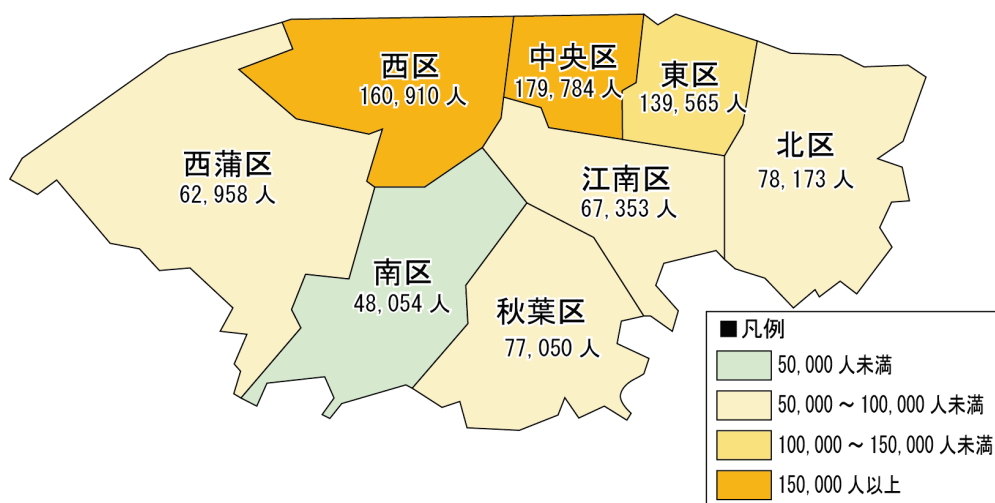 西区
160,910 人
中央区
179,784 人
東区
139,565 人
北区
78,173 人
西蒲区
62,958 人
江南区
67,353 人
南区
48,054 人
秋葉区
77,050 人
■凡例
50,000 人未満
50,000 ～ 100,000 人未満
100,000 ～ 150,000 人未満
150,000 人以上